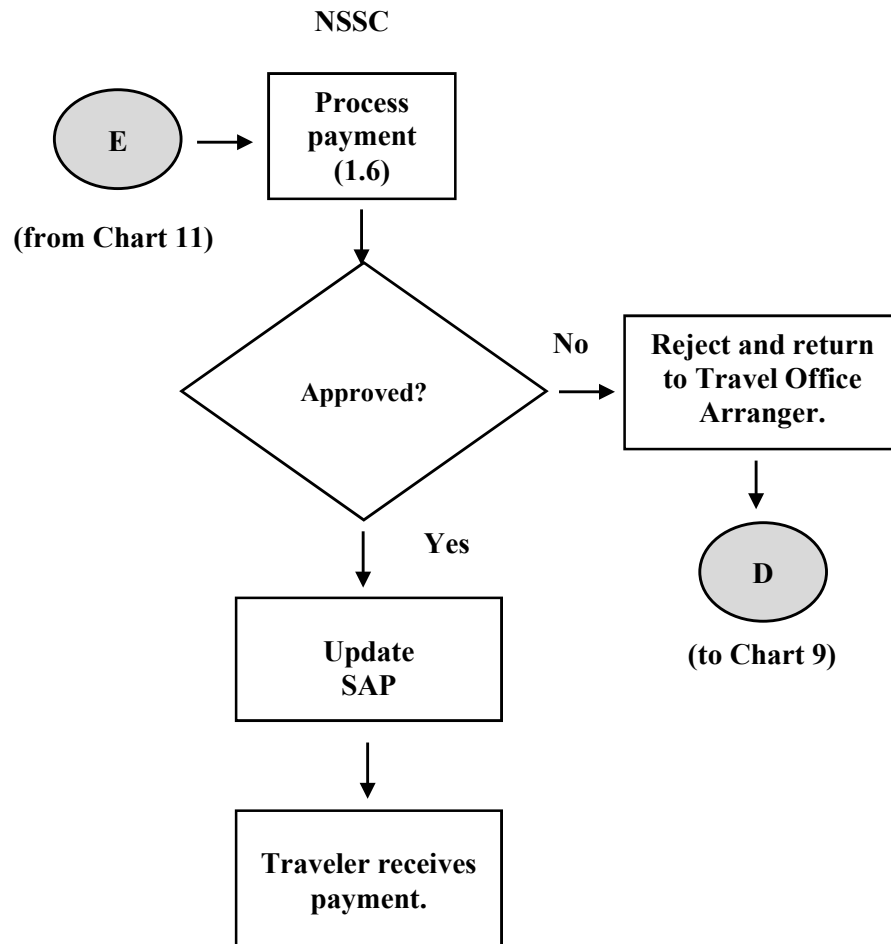 NSSC
Process
payment
(1.6)
E
(from Chart 11)
Approved?
No
Reject and return
to Travel Office
Arranger.
Yes
D
(to Chart 9)
Update
SAP
Traveler receives
payment.